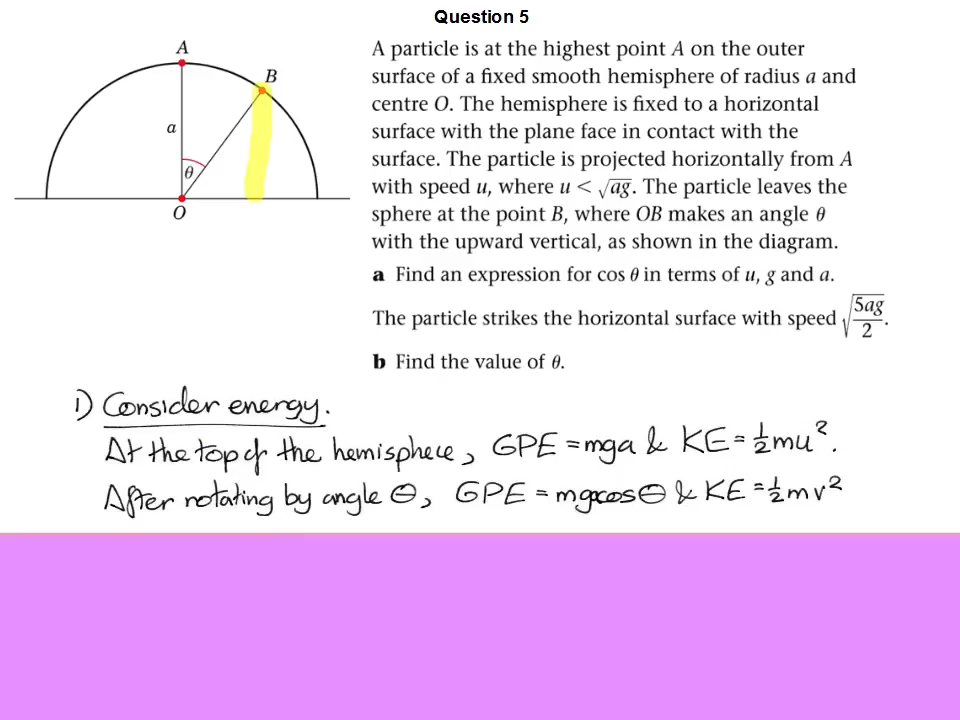 Question 5
A
B
a
θ
O
A particle is at the highest point A on the outer
surface of a fixed smooth hemisphere of radius a and
centre O. The hemisphere is fixed to a horizontal
surface with the plane face in contact with the
surface. The particle is projected horizontally from A
with speed u, where u < √ag. The particle leaves the
sphere at the point B, where OB makes an angle θ
with the upward vertical, as shown in the diagram.
a Find an expression for cos θ in terms of u, g and a.
The particle strikes the horizontal surface with speed √(5ag/2).
b Find the value of θ.
1) Consider energy.
At the top of the hemisphere, GPE = mga & KE = ½mu².
After rotating by angle θ, GPE = mgacosθ & KE = ½mv²